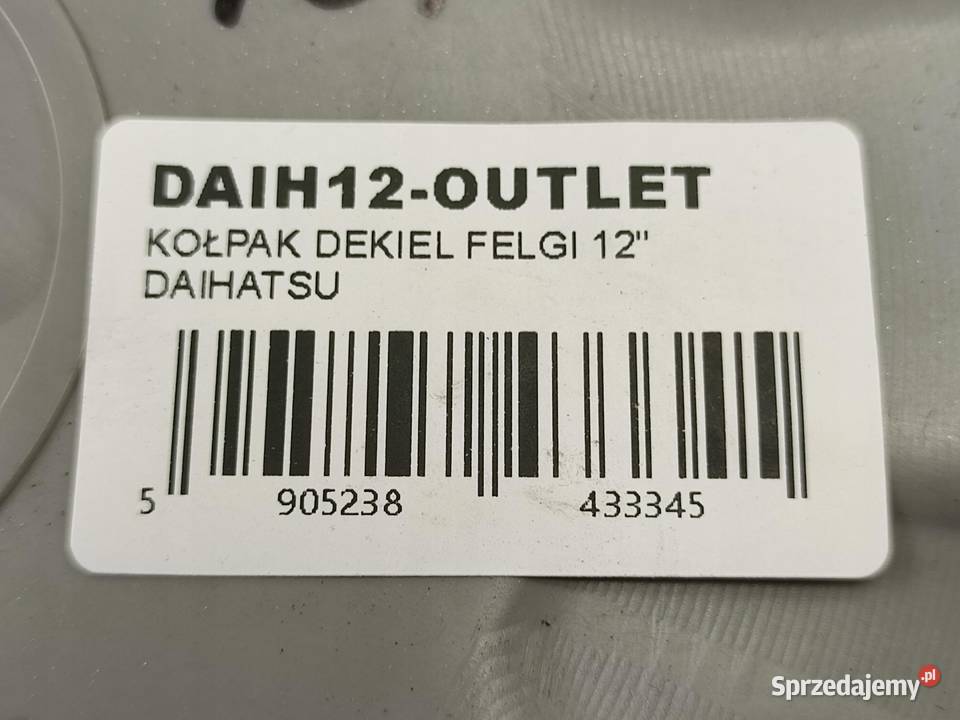 DAIH12-OUTLET
KOŁPAK DEKIEL FELGI 12"
DAIHATSU
5 905238 433345
Sprzedajemy.pl